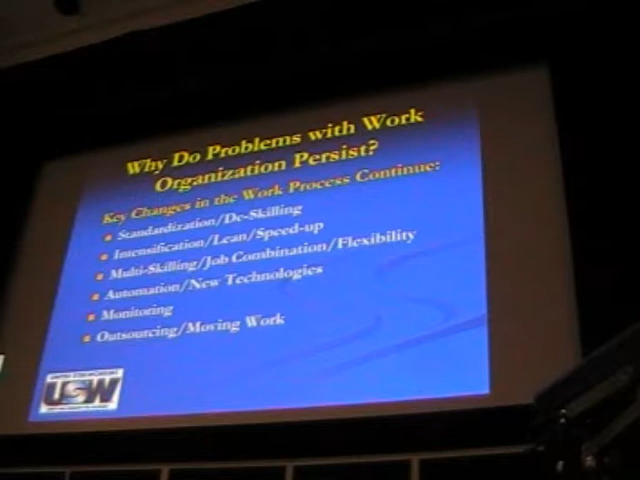 Why Do Problems with Work
Organization Persist?
Key Changes in the Work Process Continue:
Standardization/De-Skilling
Intensification/Lean/Speed-up
Multi-Skilling/Job Combination/Flexibility
Automation/New Technologies
Monitoring
Outsourcing/Moving Work
USW